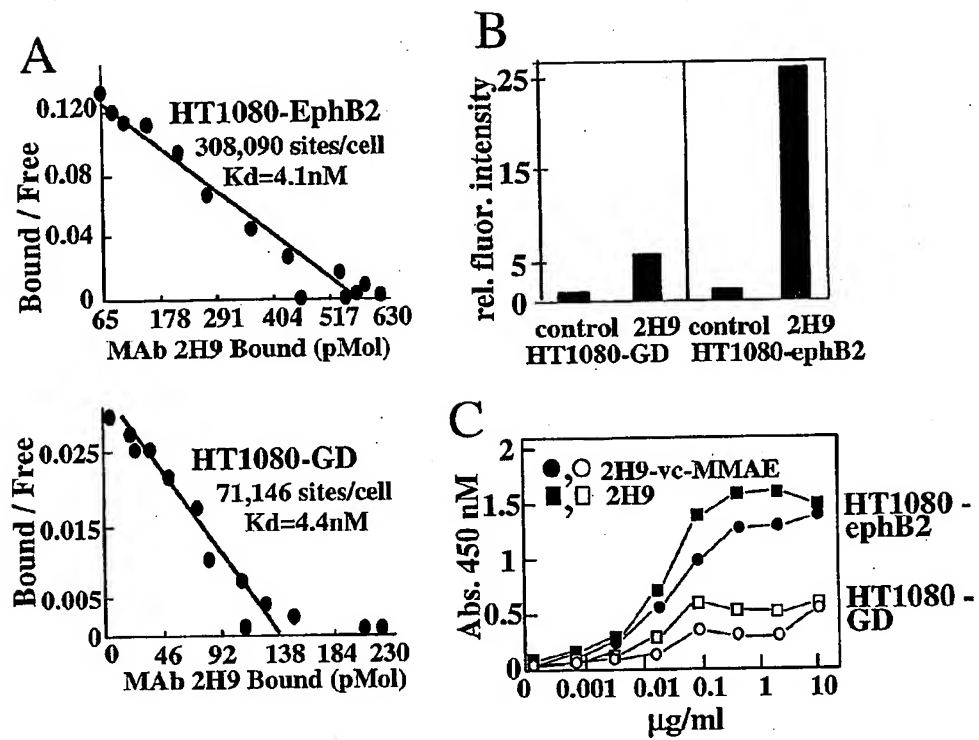 A
HT1080-EphB2
308,090 sites/cell
Kd=4.1nM
Bound / Free
0.120
0.08
0.04
0
65 178 291 404 517 630
MAb 2H9 Bound (pMol)
HT1080-GD
71,146 sites/cell
Kd=4.4nM
Bound / Free
0.025
0.015
0.005
0
0 46 92 138 184 230
MAb 2H9 Bound (pMol)
B
rel. fluor. intensity
25
15
5
0
control 2H9 control 2H9
HT1080-GD HT1080-ephB2
C
Abs. 450 nM
2
1.5
1
0.5
0
, 2H9-vc-MMAE
, 2H9
HT1080 -
ephB2
HT1080 -
GD
0 0.001 0.01 0.1 1 10
µg/ml